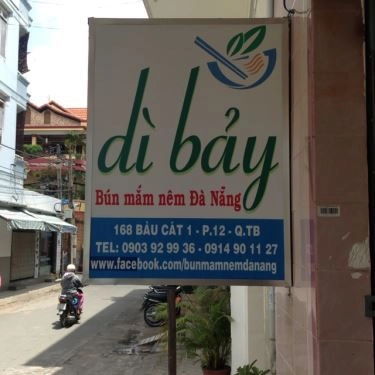 dì bảy
Bún mắm nêm Đà Nẵng
168 BÀU CÁT 1 - P.12 - Q.TB
TEL: 0903 92 99 36 - 0914 90 11 27
www.facebook.com/bunmamnemdanang